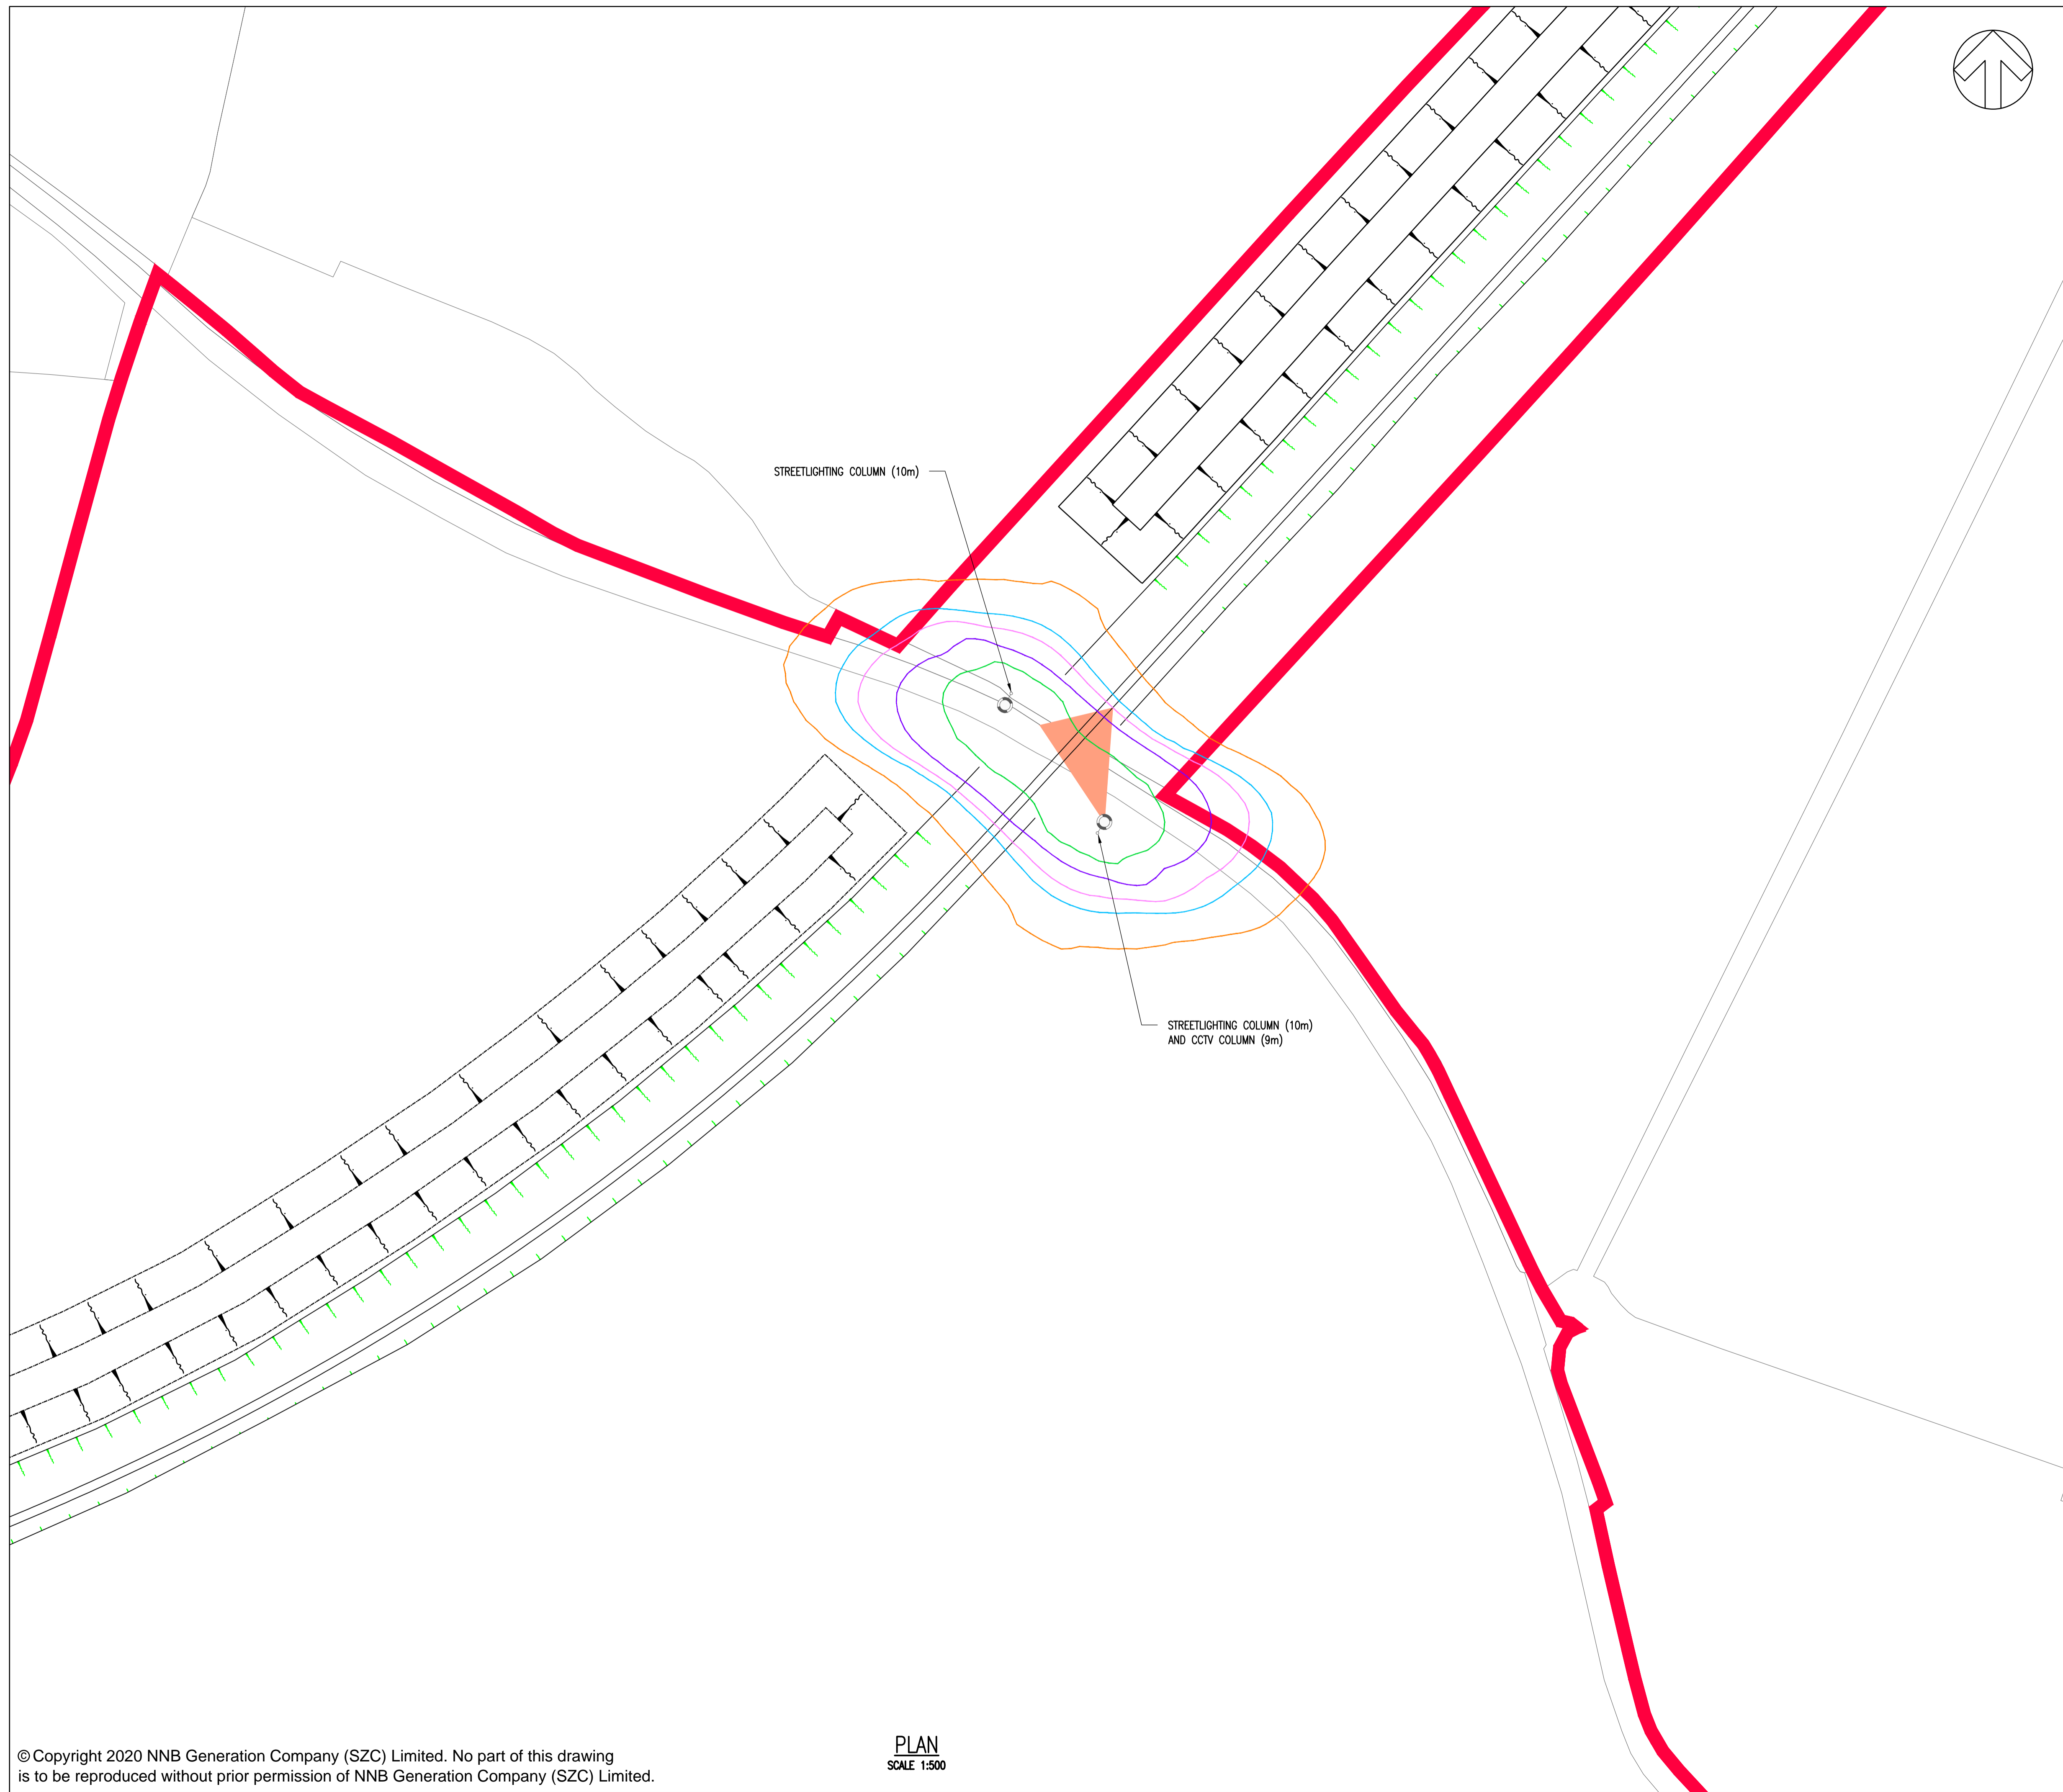 STREETLIGHTING COLUMN (10m)
STREETLIGHTING COLUMN (10m)
AND CCTV COLUMN (9m)
© Copyright 2020 NNB Generation Company (SZC) Limited. No part of this drawing
is to be reproduced without prior permission of NNB Generation Company (SZC) Limited.
PLAN
SCALE 1:500